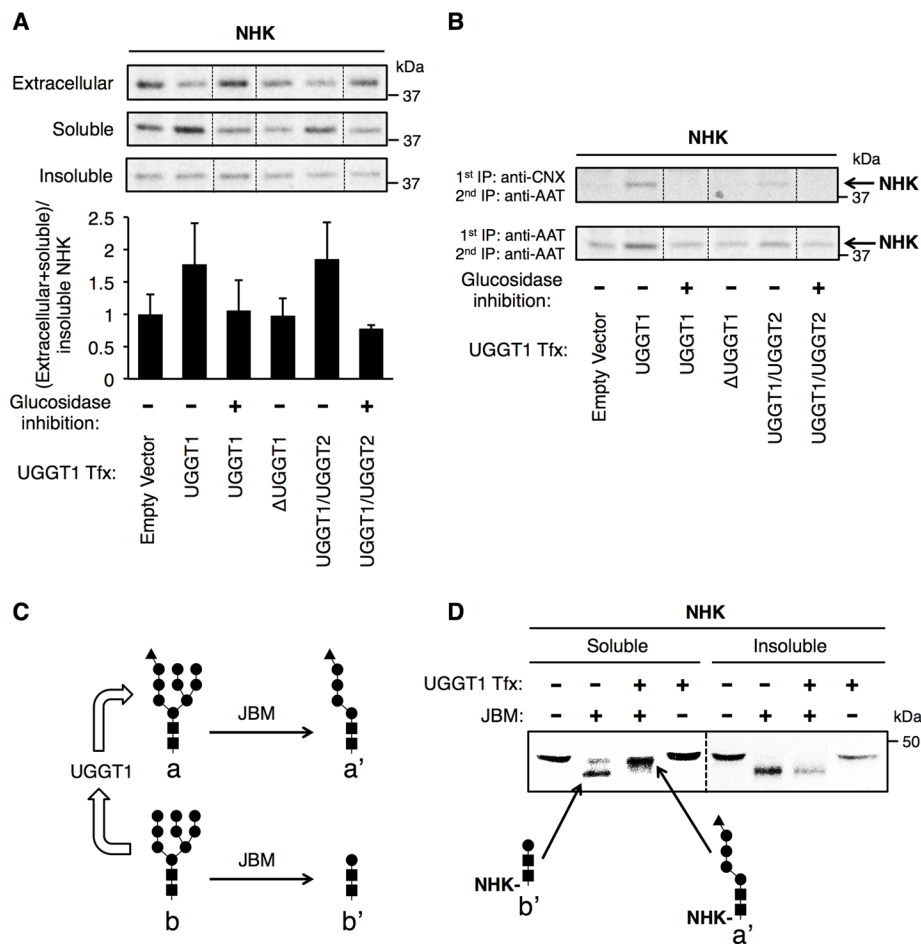 A
NHK
kDa
Extracellular
37
Soluble
37
Insoluble
37
(Extracellular+soluble)/
insoluble NHK
2.5
2
1.5
1
0.5
0
Glucosidase
inhibition:
- - + - - +
UGGT1 Tfx:
Empty Vector
UGGT1
UGGT1
ΔUGGT1
UGGT1/UGGT2
UGGT1/UGGT2
B
NHK
kDa
1st IP: anti-CNX
2nd IP: anti-AAT
NHK
37
1st IP: anti-AAT
2nd IP: anti-AAT
NHK
37
Glucosidase
inhibition:
- - + - - +
UGGT1 Tfx:
Empty Vector
UGGT1
UGGT1
ΔUGGT1
UGGT1/UGGT2
UGGT1/UGGT2
C
JBM
a
a'
UGGT1
JBM
b
b'
D
NHK
Soluble Insoluble
UGGT1 Tfx: - - + + - - + +
JBM: - + + - - + + -
kDa
50
NHK-
b'
NHK-
a'